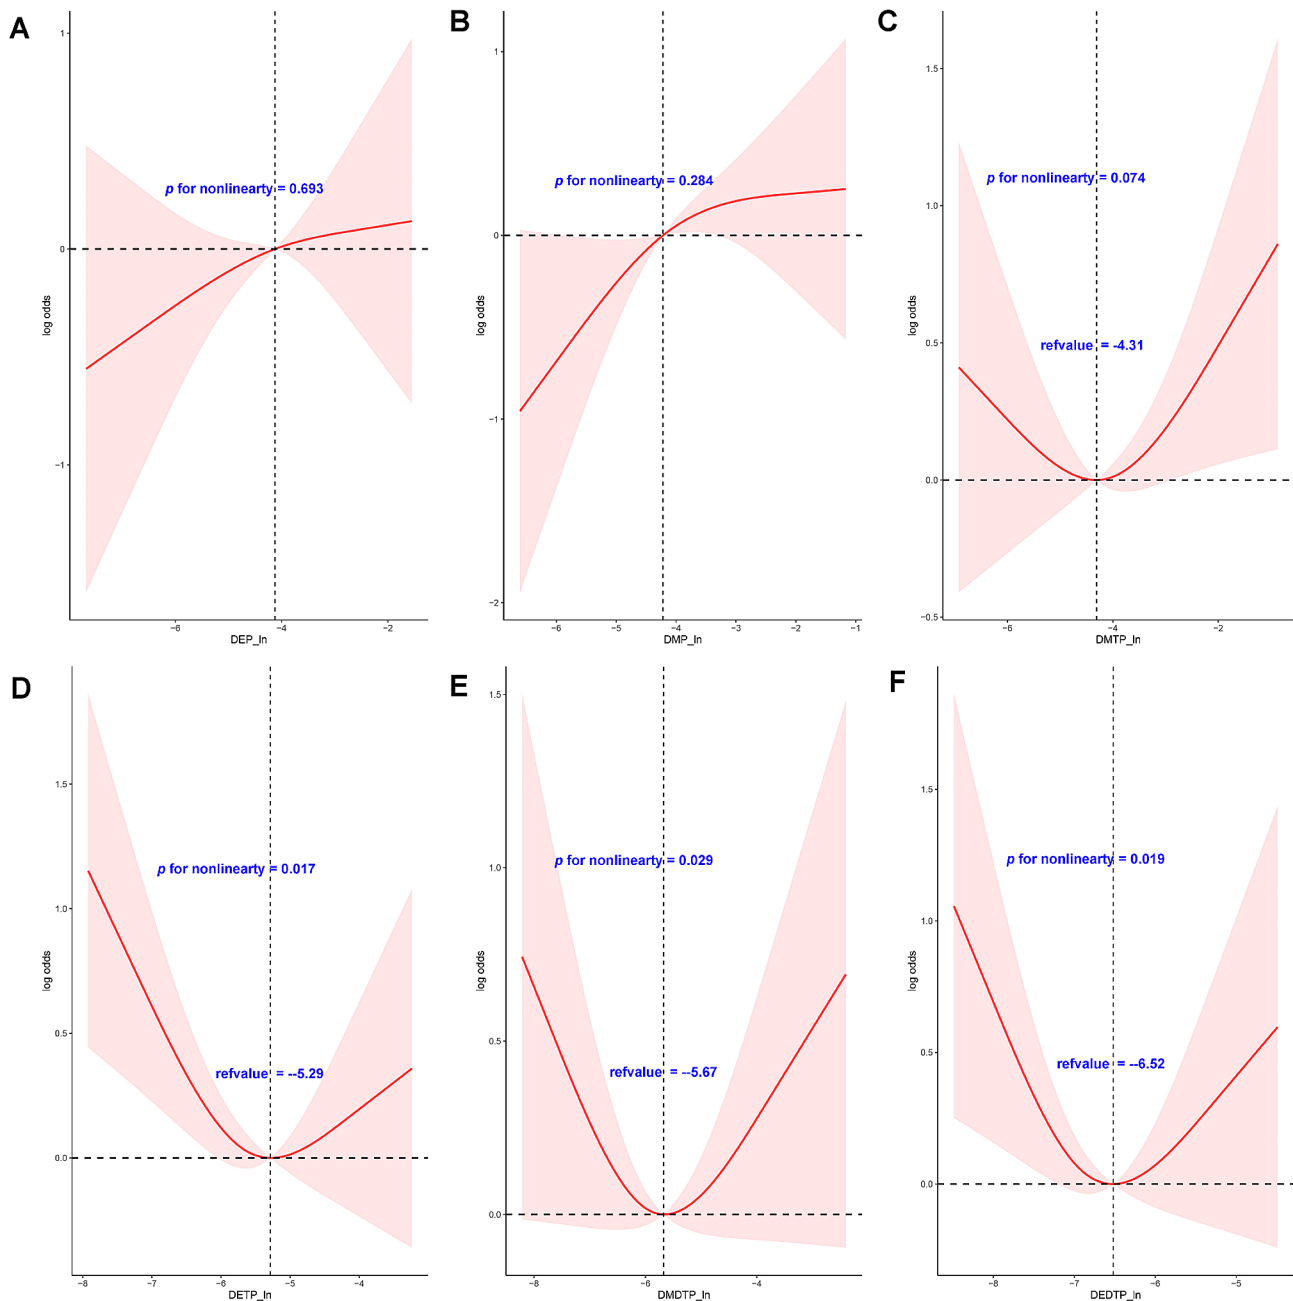 A
1
0
−1
log odds
p for nonlinearty = 0.693
−6
−4
−2
DEP_ln
B
1
0
−1
−2
log odds
p for nonlinearty = 0.284
−6
−5
−4
−3
−2
−1
DMP_ln
C
1.5
1.0
0.5
0.0
−0.5
log odds
p for nonlinearty = 0.074
refvalue = -4.31
−6
−4
−2
DMTP_ln
D
1.5
1.0
0.5
0.0
log odds
p for nonlinearty = 0.017
refvalue = --5.29
−8
−7
−6
−5
−4
DETP_ln
E
1.5
1.0
0.5
0.0
log odds
p for nonlinearty = 0.029
refvalue = --5.67
−8
−6
−4
DMDTP_ln
F
1.5
1.0
0.5
0.0
log odds
p for nonlinearty = 0.019
refvalue = --6.52
−8
−7
−6
−5
DEDTP_ln